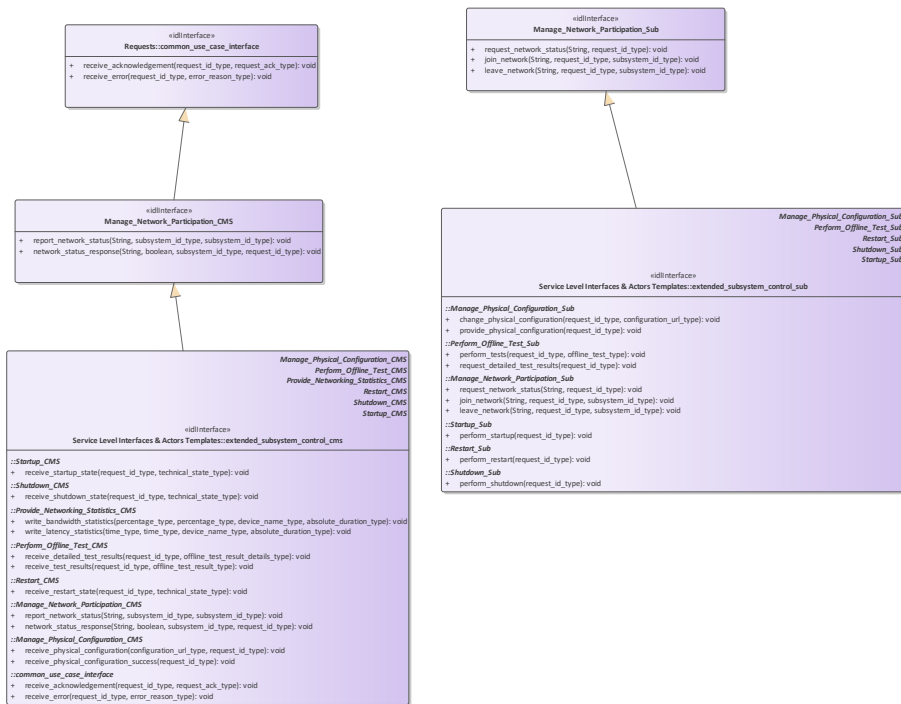 «idlInterface»
Requests::common_use_case_interface
+ receive_acknowledgement(request_id_type, request_ack_type): void
+ receive_error(request_id_type, error_reason_type): void
«idlInterface»
Manage_Network_Participation_Sub
+ request_network_status(String, request_id_type): void
+ join_network(String, request_id_type, subsystem_id_type): void
+ leave_network(String, request_id_type, subsystem_id_type): void
«idlInterface»
Manage_Network_Participation_CMS
+ report_network_status(String, subsystem_id_type, subsystem_id_type): void
+ network_status_response(String, boolean, subsystem_id_type, request_id_type): void
Manage_Physical_Configuration_Sub
Perform_Offline_Test_Sub
Restart_Sub
Shutdown_Sub
Startup_Sub
«idlInterface»
Service Level Interfaces & Actors Templates::extended_subsystem_control_sub
::Manage_Physical_Configuration_Sub
+ change_physical_configuration(request_id_type, configuration_url_type): void
+ provide_physical_configuration(request_id_type): void
::Perform_Offline_Test_Sub
+ perform_tests(request_id_type, offline_test_type): void
+ request_detailed_test_results(request_id_type): void
::Manage_Network_Participation_Sub
+ request_network_status(String, request_id_type): void
+ join_network(String, request_id_type, subsystem_id_type): void
+ leave_network(String, request_id_type, subsystem_id_type): void
::Startup_Sub
+ perform_startup(request_id_type): void
::Restart_Sub
+ perform_restart(request_id_type): void
::Shutdown_Sub
+ perform_shutdown(request_id_type): void
Manage_Physical_Configuration_CMS
Perform_Offline_Test_CMS
Provide_Networking_Statistics_CMS
Restart_CMS
Shutdown_CMS
Startup_CMS
«idlInterface»
Service Level Interfaces & Actors Templates::extended_subsystem_control_cms
::Startup_CMS
+ receive_startup_state(request_id_type, technical_state_type): void
::Shutdown_CMS
+ receive_shutdown_state(request_id_type, technical_state_type): void
::Provide_Networking_Statistics_CMS
+ write_bandwidth_statistics(percentage_type, percentage_type, device_name_type, absolute_duration_type): void
+ write_latency_statistics(time_type, time_type, device_name_type, absolute_duration_type): void
::Perform_Offline_Test_CMS
+ receive_detailed_test_results(request_id_type, offline_test_result_details_type): void
+ receive_test_results(request_id_type, offline_test_result_type): void
::Restart_CMS
+ receive_restart_state(request_id_type, technical_state_type): void
::Manage_Network_Participation_CMS
+ report_network_status(String, subsystem_id_type, subsystem_id_type): void
+ network_status_response(String, boolean, subsystem_id_type, request_id_type): void
::Manage_Physical_Configuration_CMS
+ receive_physical_configuration(configuration_url_type, request_id_type): void
+ receive_physical_configuration_success(request_id_type): void
::common_use_case_interface
+ receive_acknowledgement(request_id_type, request_ack_type): void
+ receive_error(request_id_type, error_reason_type): void